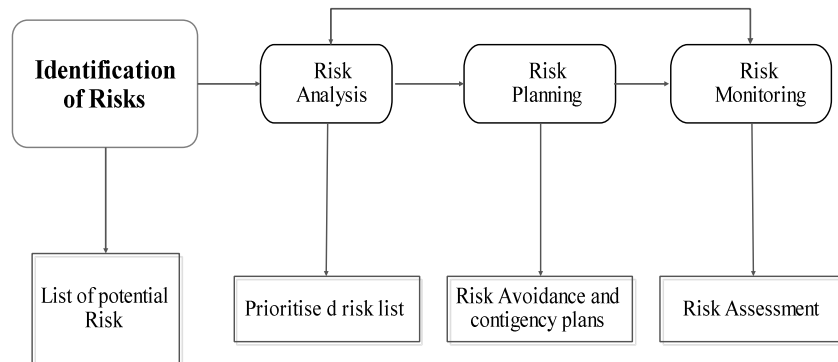 Identification
of Risks
Risk
Analysis
Risk
Planning
Risk
Monitoring
List of potential
Risk
Prioritise d risk list
Risk Avoidance and
contigency plans
Risk Assessment